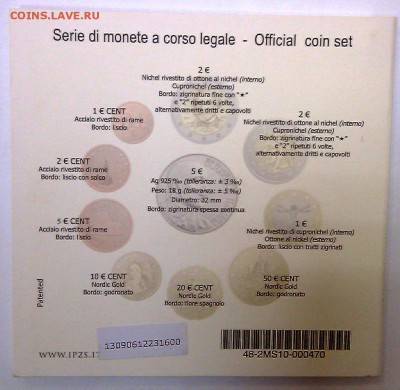 COINS.LAVE.RU
Serie di monete a corso legale - Official coin set
2 €
Nichel rivestito di ottone al nichel (interno)
Cupronichel (esterno)
Bordo: zigrinatura fine con "★"
e "2" ripetuti 6 volte,
alternativamente dritti e capovolti
1 € CENT
Acciaio rivestito di rame
Bordo: liscio
2 €
Nichel rivestito di ottone al nichel (interno)
Cupronichel (esterno)
Bordo: zigrinatura fine con "★"
e "2" ripetuti 6 volte,
alternativamente dritti e capovolti
2 € CENT
Acciaio rivestito di rame
Bordo: liscio con solco
5 €
Ag 925 ‰ (tolleranza: ± 3 ‰)
Peso: 18 g (tolleranza: ± 5 ‰)
Diametro: 32 mm
Bordo: zigrinatura spessa continua
5 € CENT
Acciaio rivestito di rame
Bordo: liscio
1 €
Nichel rivestito di cupronichel (interno)
Ottone al nichel (esterno)
Bordo: liscio con tratti zigrinati
10 € CENT
Nordic Gold
Bordo: godronato
20 € CENT
Nordic Gold
Bordo: fiore spagnolo
50 € CENT
Nordic Gold
Bordo: godronato
Patented
WWW.IPZS.IT
13090612231600
48-2MS10-000470